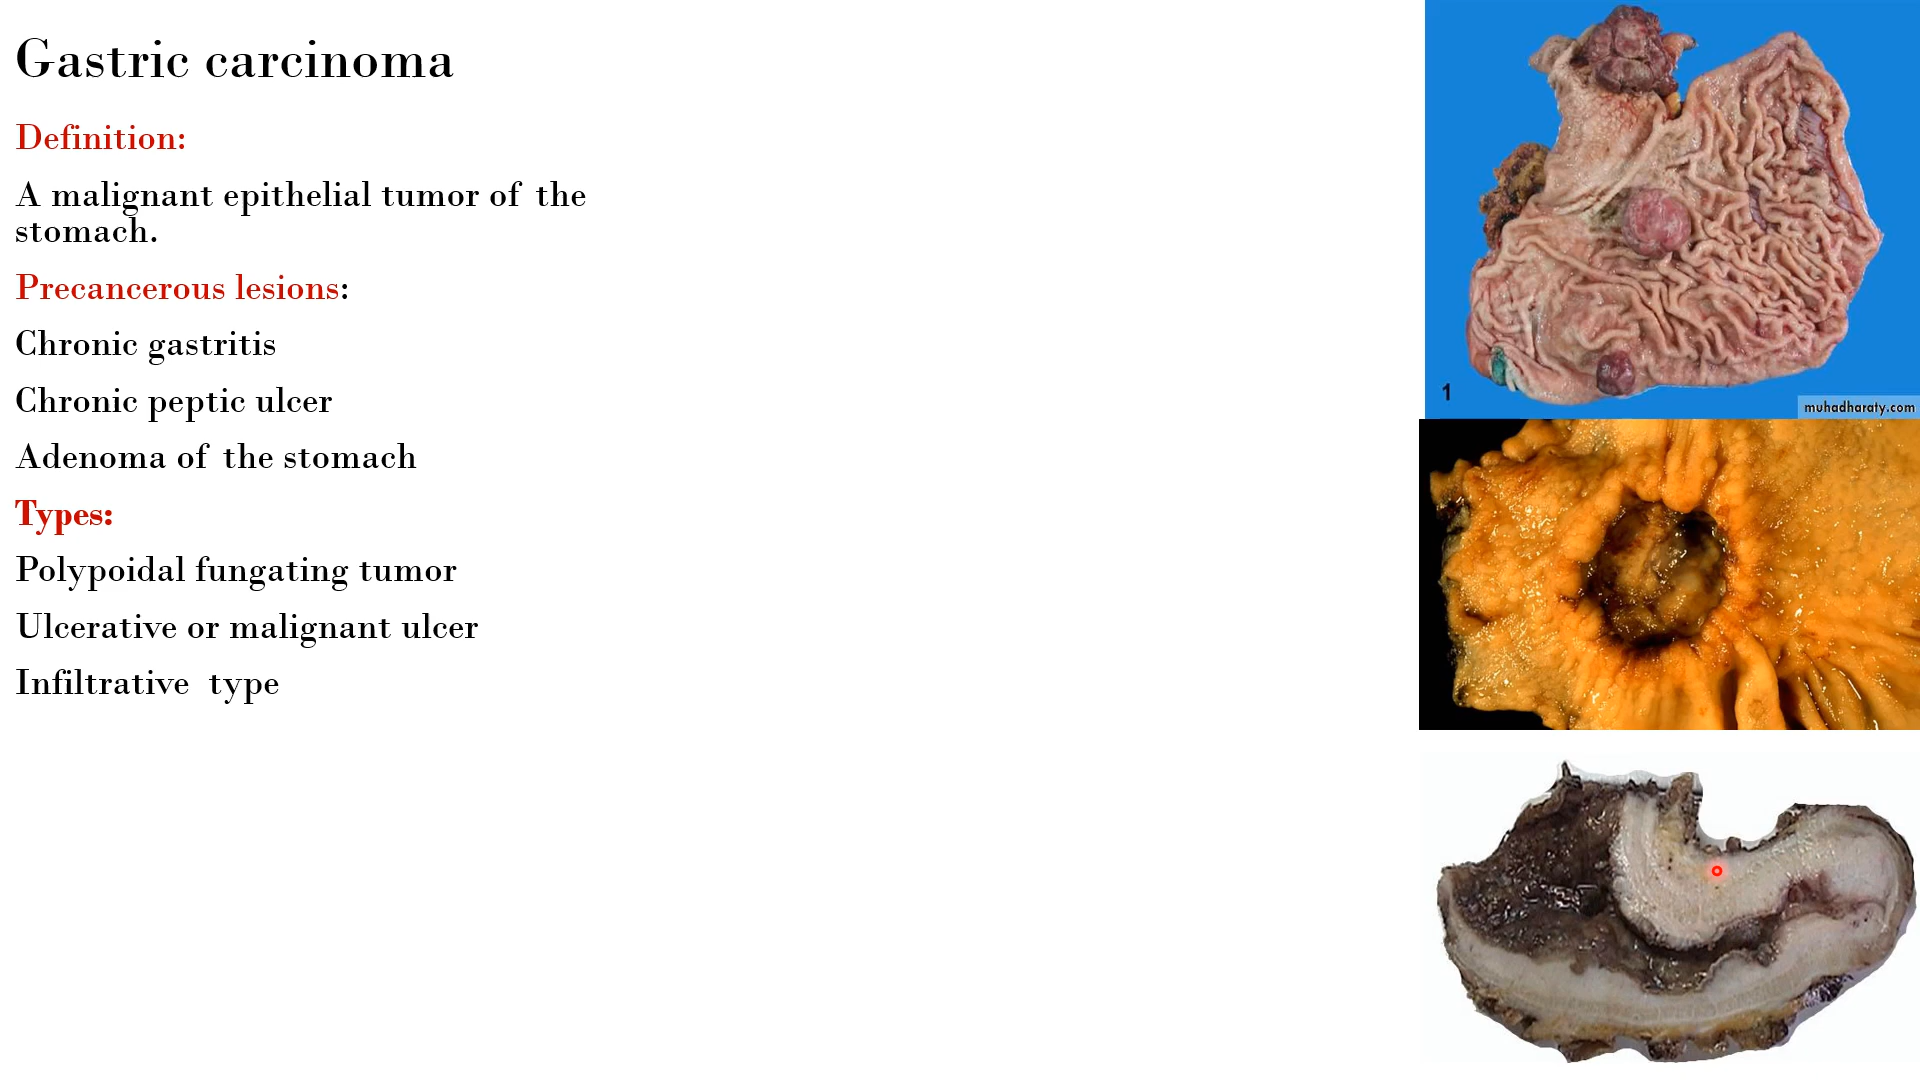 Gastric carcinoma
Definition:
A malignant epithelial tumor of the
stomach.
Precancerous lesions:
Chronic gastritis
Chronic peptic ulcer
Adenoma of the stomach
Types:
Polypoidal fungating tumor
Ulcerative or malignant ulcer
Infiltrative type
1
muhadharaty.com